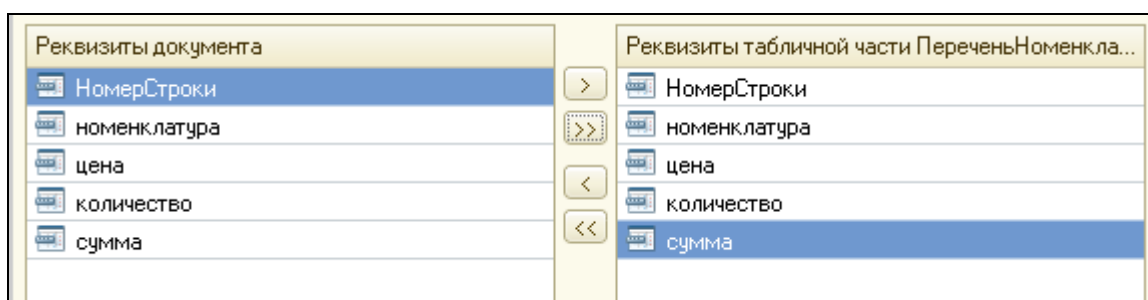 Реквизиты документа
НомерСтроки
номенклатура
цена
количество
сумма
>
>>
<
<<
Реквизиты табличной части ПереченьНоменкла...
НомерСтроки
номенклатура
цена
количество
сумма